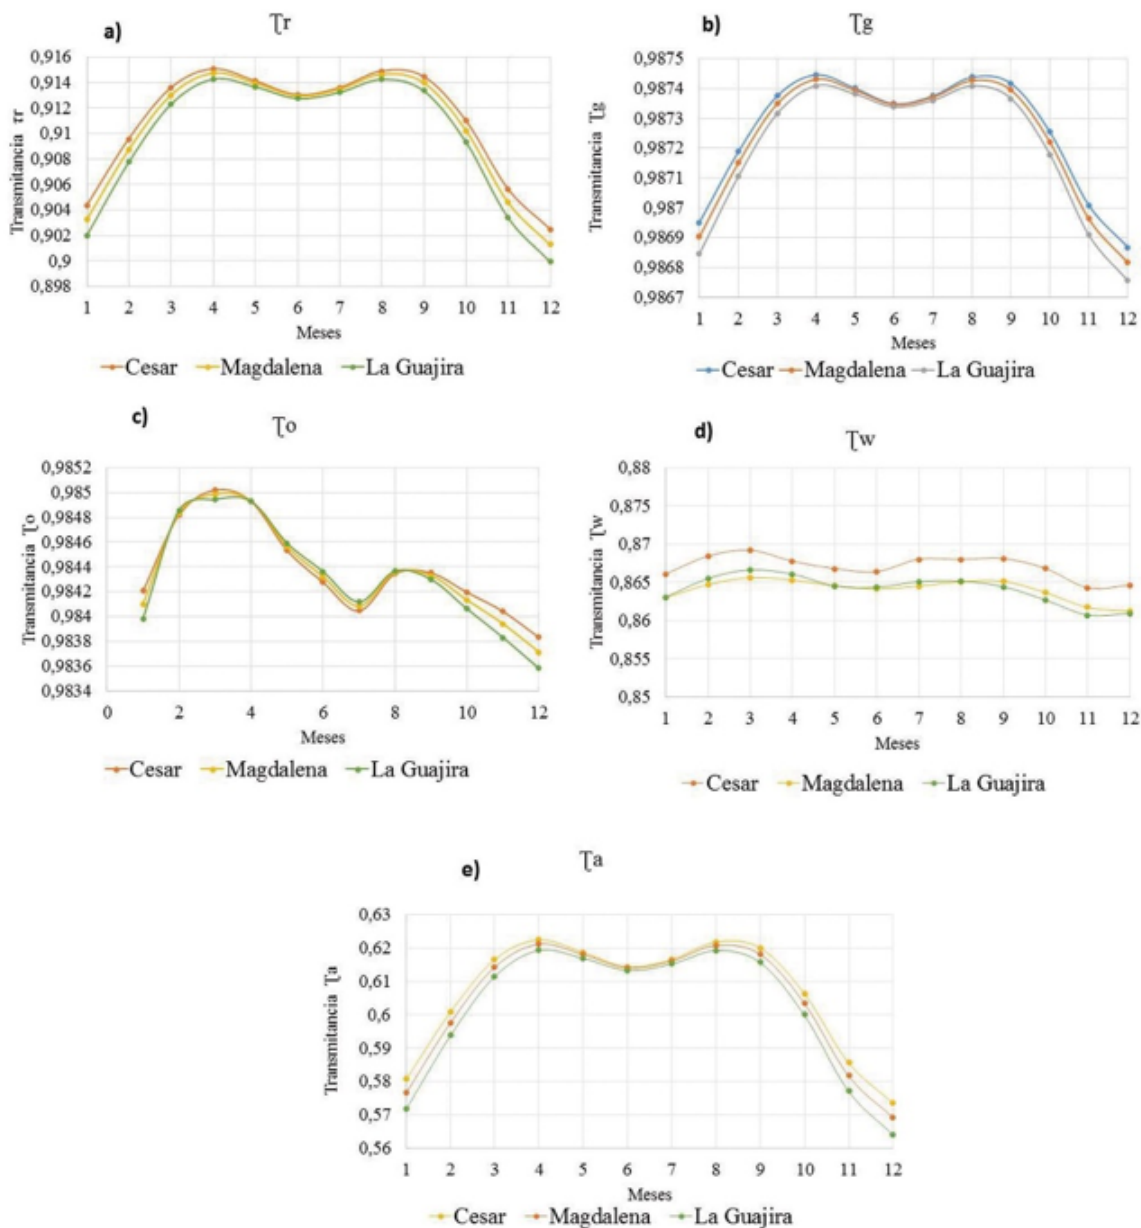 a) Ʈr
Transmitancia τr
0,916
0,914
0,912
0,91
0,908
0,906
0,904
0,902
0,9
0,898
1 2 3 4 5 6 7 8 9 10 11 12
Meses
Cesar Magdalena La Guajira
b) Ʈg
Transmitancia Ʈg
0,9875
0,9874
0,9873
0,9872
0,9871
0,987
0,9869
0,9868
0,9867
1 2 3 4 5 6 7 8 9 10 11 12
Meses
Cesar Magdalena La Guajira
c) Ʈo
Transmitancia Ʈo
0,9852
0,985
0,9848
0,9846
0,9844
0,9842
0,984
0,9838
0,9836
0,9834
0 2 4 6 8 10 12
Meses
Cesar Magdalena La Guajira
d) Ʈw
Transmitancia Ʈw
0,88
0,875
0,87
0,865
0,86
0,855
0,85
1 2 3 4 5 6 7 8 9 10 11 12
Meses
Cesar Magdalena La Guajira
e) Ʈa
Transmitancia Ʈa
0,63
0,62
0,61
0,6
0,59
0,58
0,57
0,56
1 2 3 4 5 6 7 8 9 10 11 12
Meses
Cesar Magdalena La Guajira